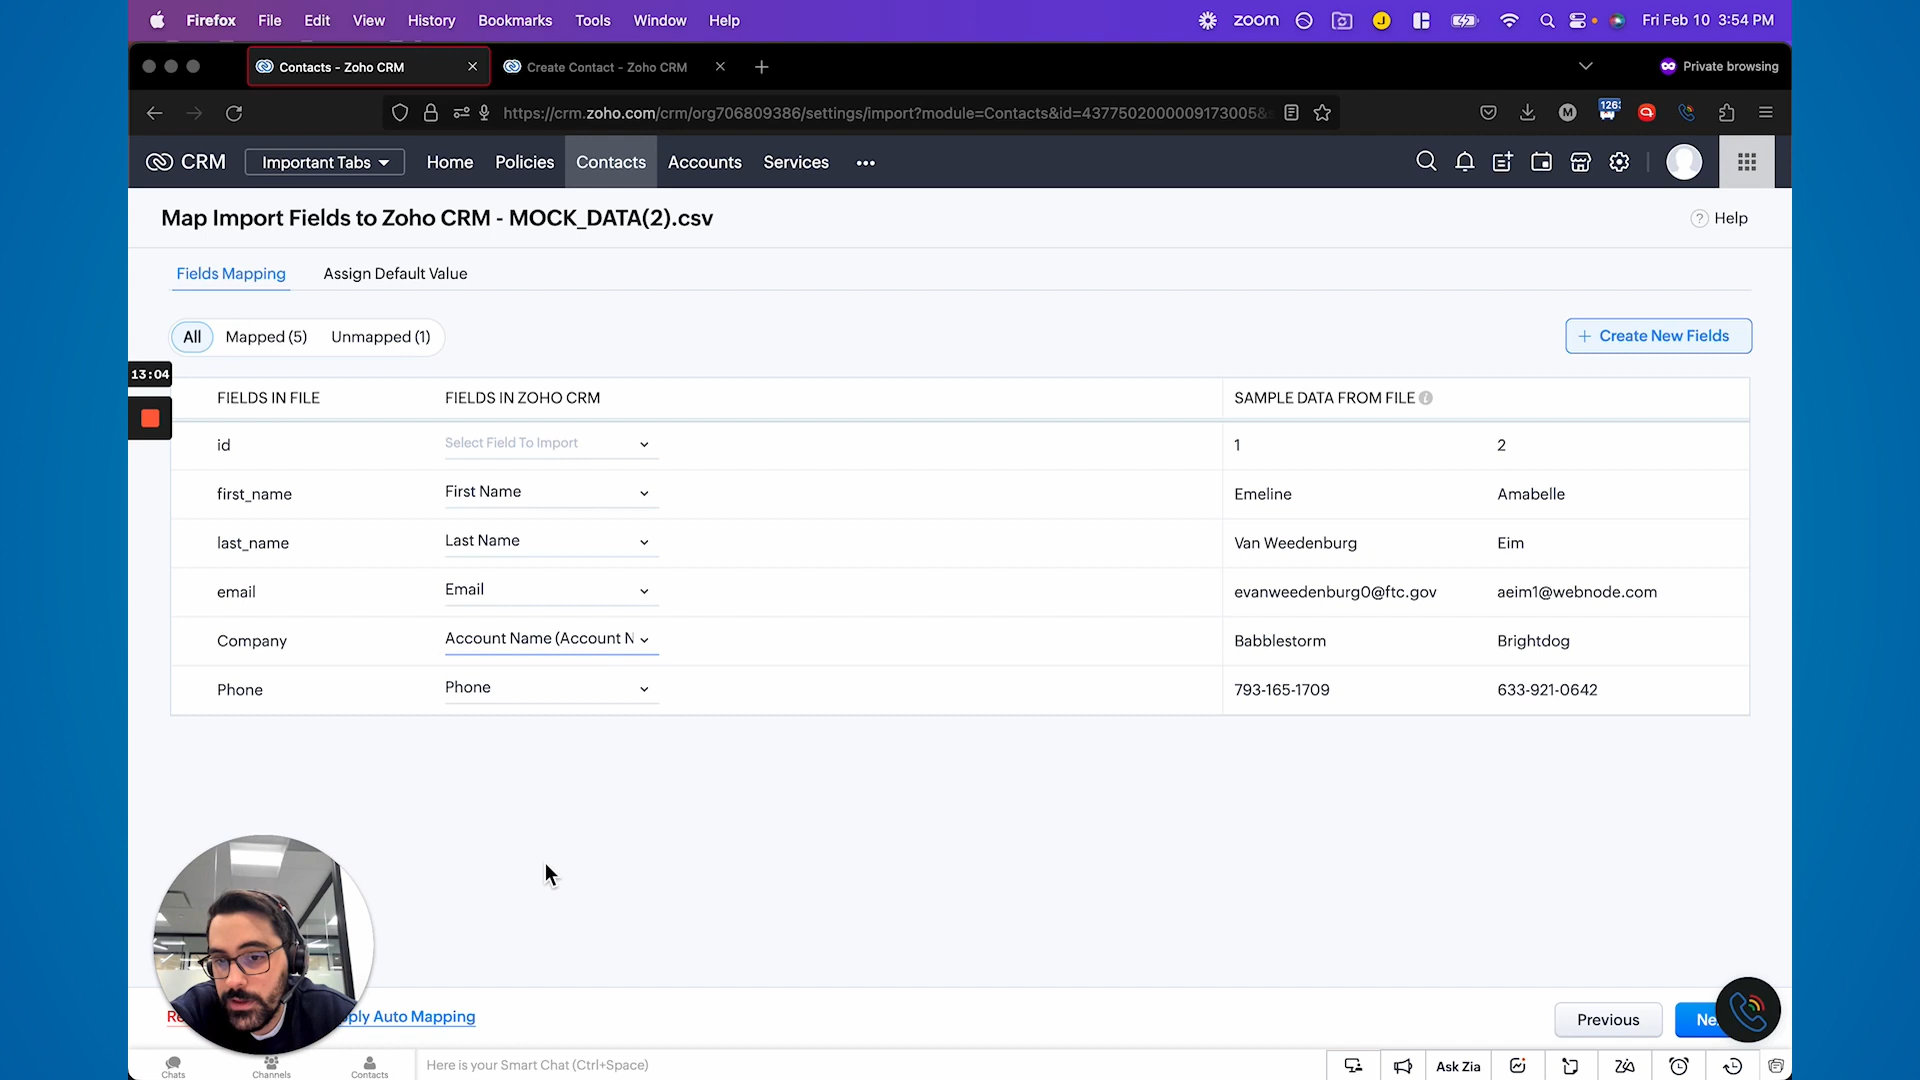 Firefox File Edit View History Bookmarks Tools Window Help zoom J Fri Feb 10 3:54 PM
Contacts - Zoho CRM Create Contact - Zoho CRM Private browsing
https://crm.zoho.com/crm/org706809386/settings/import?module=Contacts&id=4377502000009173005& M 126
CRM Important Tabs Home Policies Contacts Accounts Services
Map Import Fields to Zoho CRM - MOCK_DATA(2).csv ? Help
Fields Mapping Assign Default Value
All Mapped (5) Unmapped (1) + Create New Fields
13:04
FIELDS IN FILE FIELDS IN ZOHO CRM SAMPLE DATA FROM FILE i
id Select Field To Import 1 2
first_name First Name Emeline Amabelle
last_name Last Name Van Weedenburg Eim
email Email evanweedenburg0@ftc.gov aeim1@webnode.com
Company Account Name (Account N Babblestorm Brightdog
Phone Phone 793-165-1709 633-921-0642
Re ply Auto Mapping Previous Ne
Chats Channels Contacts Here is your Smart Chat (Ctrl+Space) Ask Zia